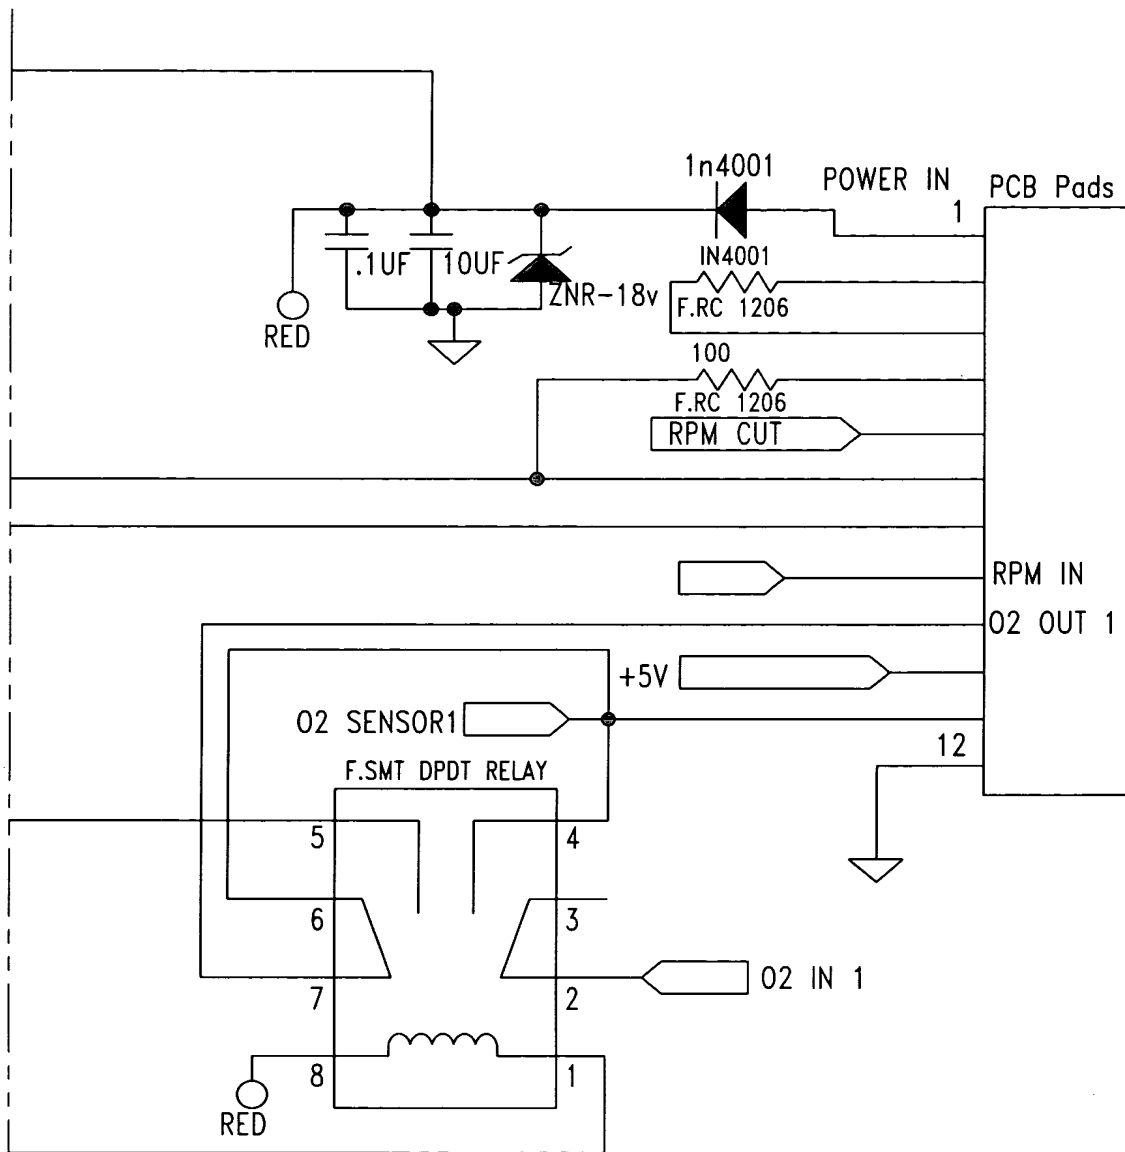 1n4001
POWER IN
1
PCB Pads
.1UF
10UF
ZNR-18v
IN4001
F.RC 1206
RED
100
F.RC 1206
RPM CUT
RPM IN
O2 OUT 1
+5V
O2 SENSOR1
12
F.SMT DPDT RELAY
5
4
6
3
7
2
O2 IN 1
8
1
RED